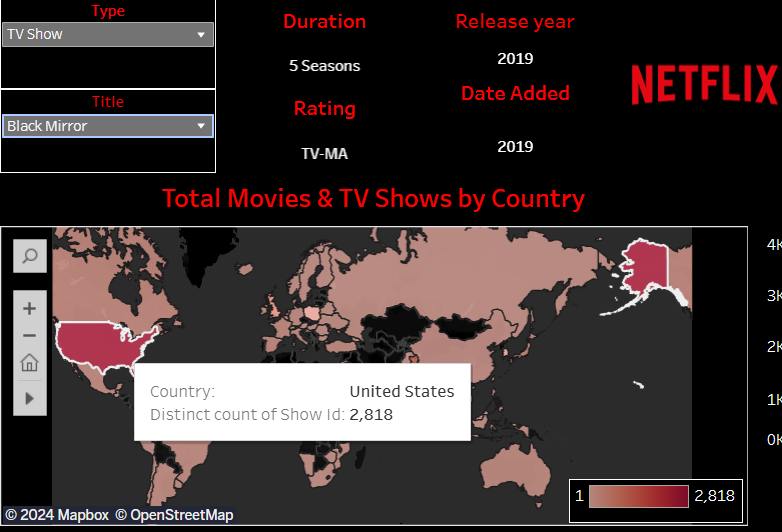 Type
TV Show
Title
Black Mirror
Duration
5 Seasons
Rating
TV-MA
Release year
2019
Date Added
2019
NETFLIX
Total Movies & TV Shows by Country
Country: United States
Distinct count of Show Id: 2,818
4K
3K
2K
1K
0K
1 2,818
© 2024 Mapbox © OpenStreetMap